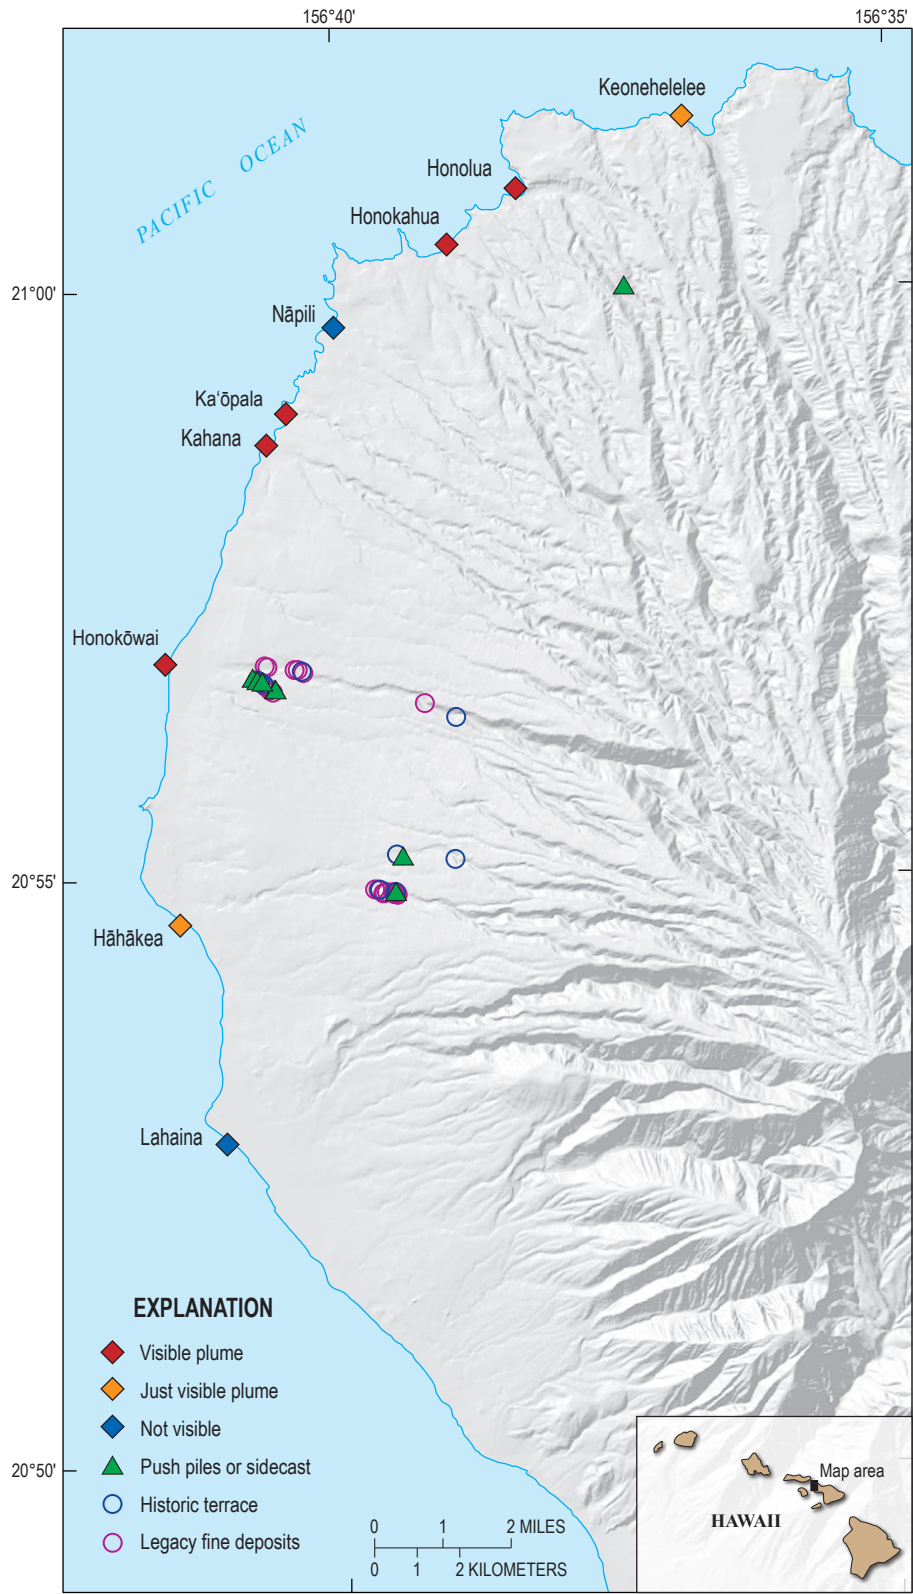 156°40'
156°35'
Keonehelelee
PACIFIC OCEAN
Honolua
Honokahua
21°00'
Nāpili
Ka‘ōpala
Kahana
Honokōwai
20°55'
Hāhākea
Lahaina
EXPLANATION
Visible plume
Just visible plume
Not visible
20°50'
Push piles or sidecast
Historic terrace
Legacy fine deposits
0 1 2 MILES
0 1 2 KILOMETERS
Map area
HAWAII